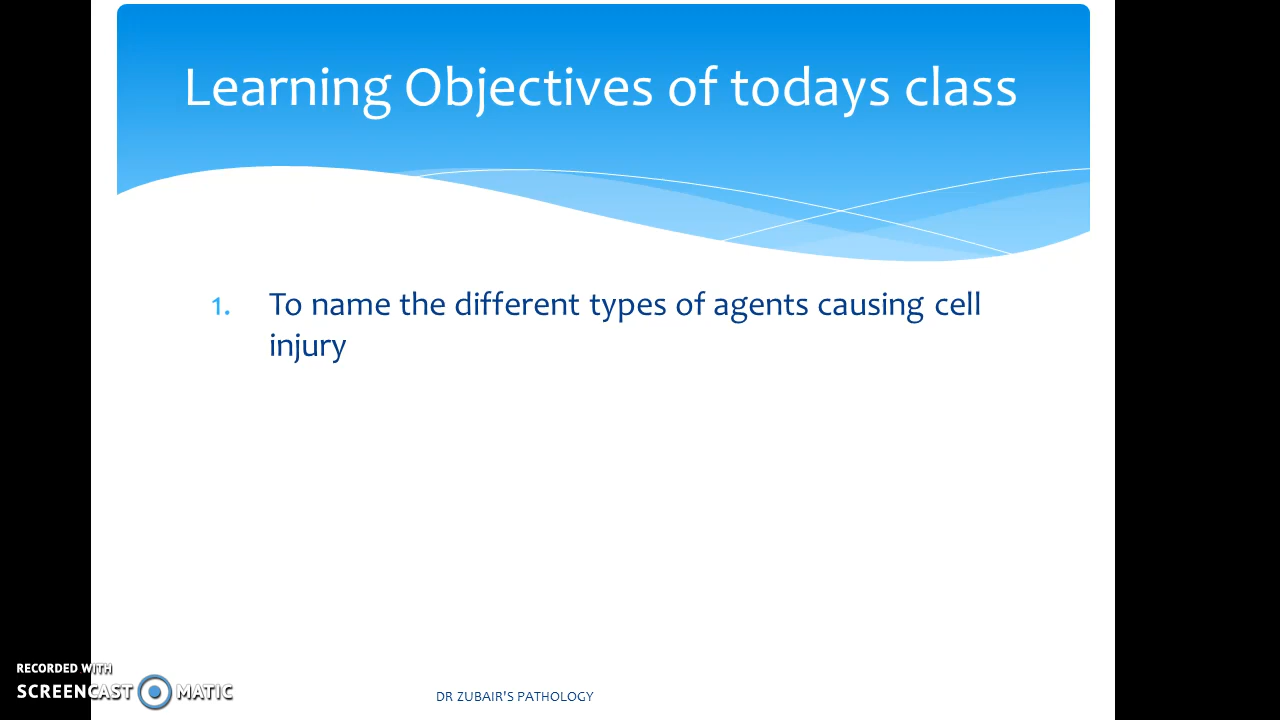 Learning Objectives of todays class
1. To name the different types of agents causing cell
injury
RECORDED WITH
SCREENCAST MATIC
DR ZUBAIR'S PATHOLOGY